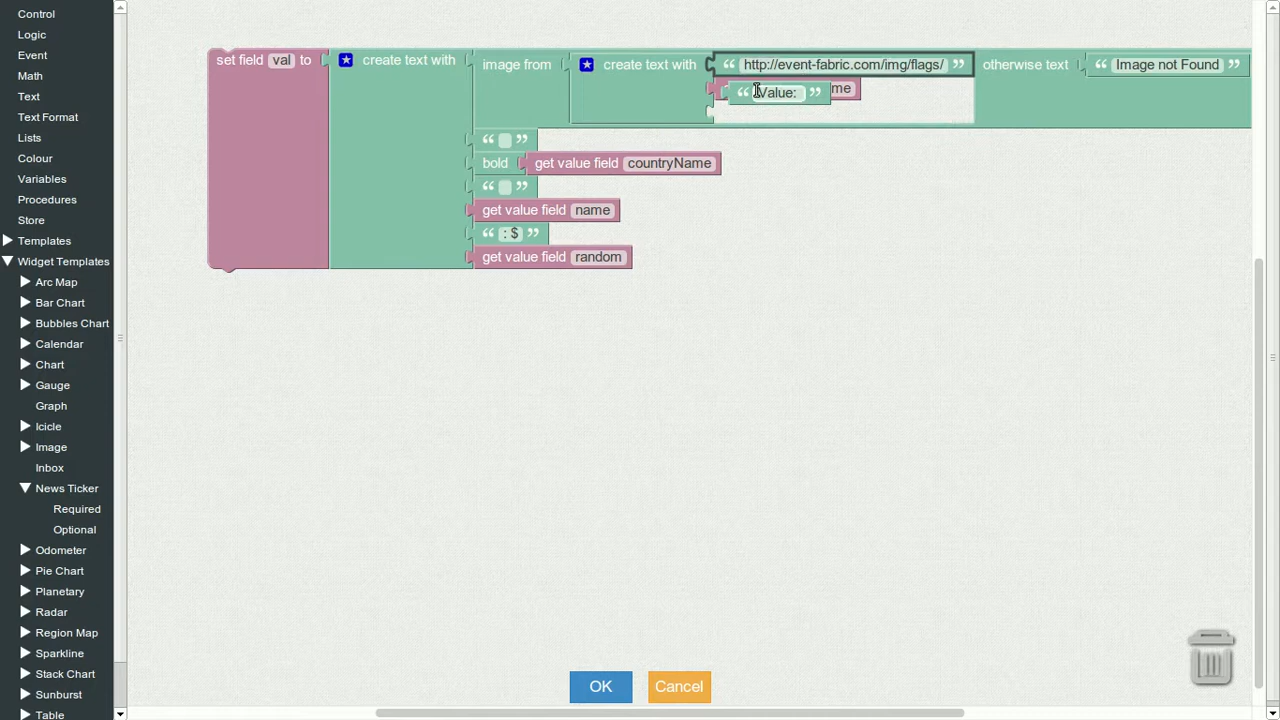 Control
Logic
Event
Math
Text
Text Format
Lists
Colour
Variables
Procedures
Store
Templates
Widget Templates
Arc Map
Bar Chart
Bubbles Chart
Calendar
Chart
Gauge
Graph
Icicle
Image
Inbox
News Ticker
Required
Optional
Odometer
Pie Chart
Planetary
Radar
Region Map
Sparkline
Stack Chart
Sunburst
Table
set field val to create text with image from create text with “ http://event-fabric.com/img/flags/ ” otherwise text “ Image not Found ”
“ Value: ” me
“ ”
bold get value field countryName
“ ”
get value field name
“ : $ ”
get value field random
OK Cancel